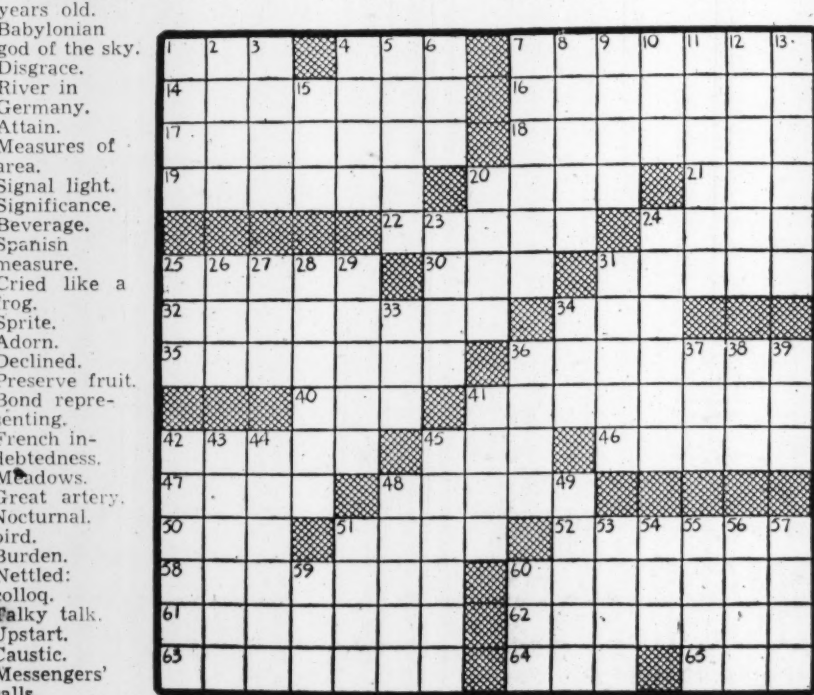 years old.
Babylonian
god of the sky.
Disgrace.
River in
Germany.
Attain.
Measures of
area.
Signal light.
Significance.
Beverage.
Spanish
measure.
Cried like a
frog.
Sprite.
Adorn.
Declined.
Preserve fruit.
Bond repre-
senting.
French in-
debtedness.
Meadows.
Great artery.
Nocturnal.
bird.
Burden.
Nettled:
colloq.
Talky talk.
Upstart.
Caustic.
Messengers'
1 2 3 4 5 6 7 8 9 10 11 12 13
14 15 16
17 18
19 20 21
22 23 24
25 26 27 28 29 30 31
32 33 34
35 36 37 38 39
40 41
42 43 44 45 46
47 48 49
50 51 52 53 54 55 56 57
58 59 60
61 62
63 64 65